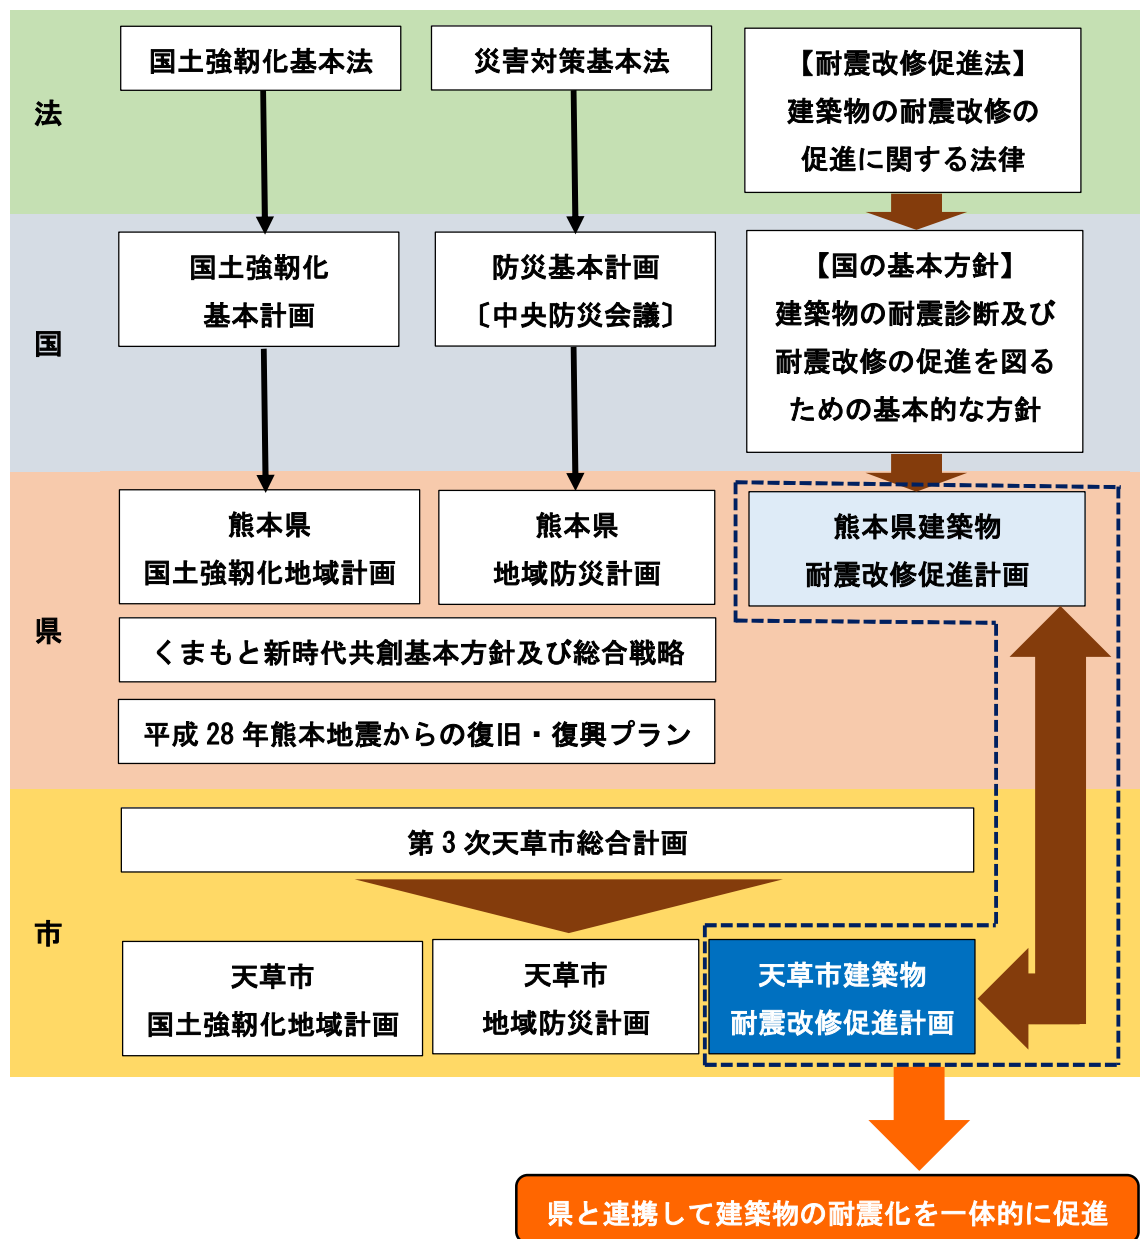 法
国土強靭化基本法
災害対策基本法
【耐震改修促進法】
建築物の耐震改修の
促進に関する法律
国
国土強靭化
基本計画
防災基本計画
〔中央防災会議〕
【国の基本方針】
建築物の耐震診断及び
耐震改修の促進を図る
ための基本的な方針
県
熊本県
国土強靭化地域計画
熊本県
地域防災計画
熊本県建築物
耐震改修促進計画
くまもと新時代共創基本方針及び総合戦略
平成 28 年熊本地震からの復旧・復興プラン
市
第 3 次天草市総合計画
天草市
国土強靭化地域計画
天草市
地域防災計画
天草市建築物
耐震改修促進計画
県と連携して建築物の耐震化を一体的に促進